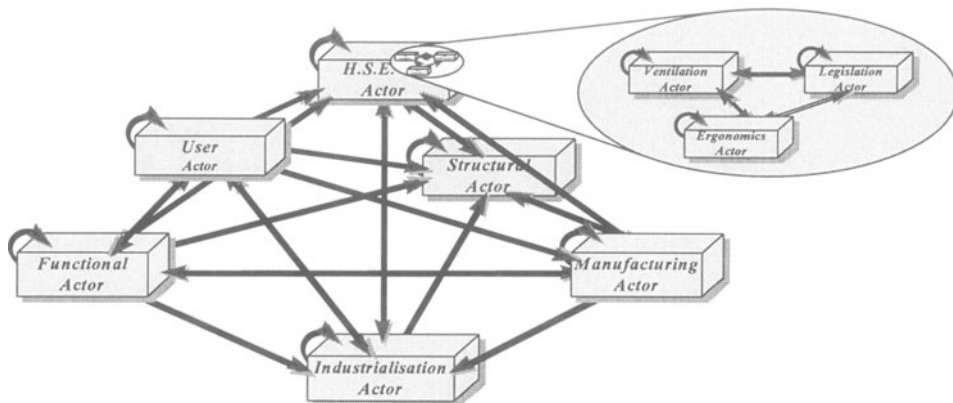 H.S.E.
Actor
Ventilation
Actor
Legislation
Actor
Ergonomics
Actor
User
Actor
Structural
Actor
Functional
Actor
Manufacturing
Actor
Industrialisation
Actor